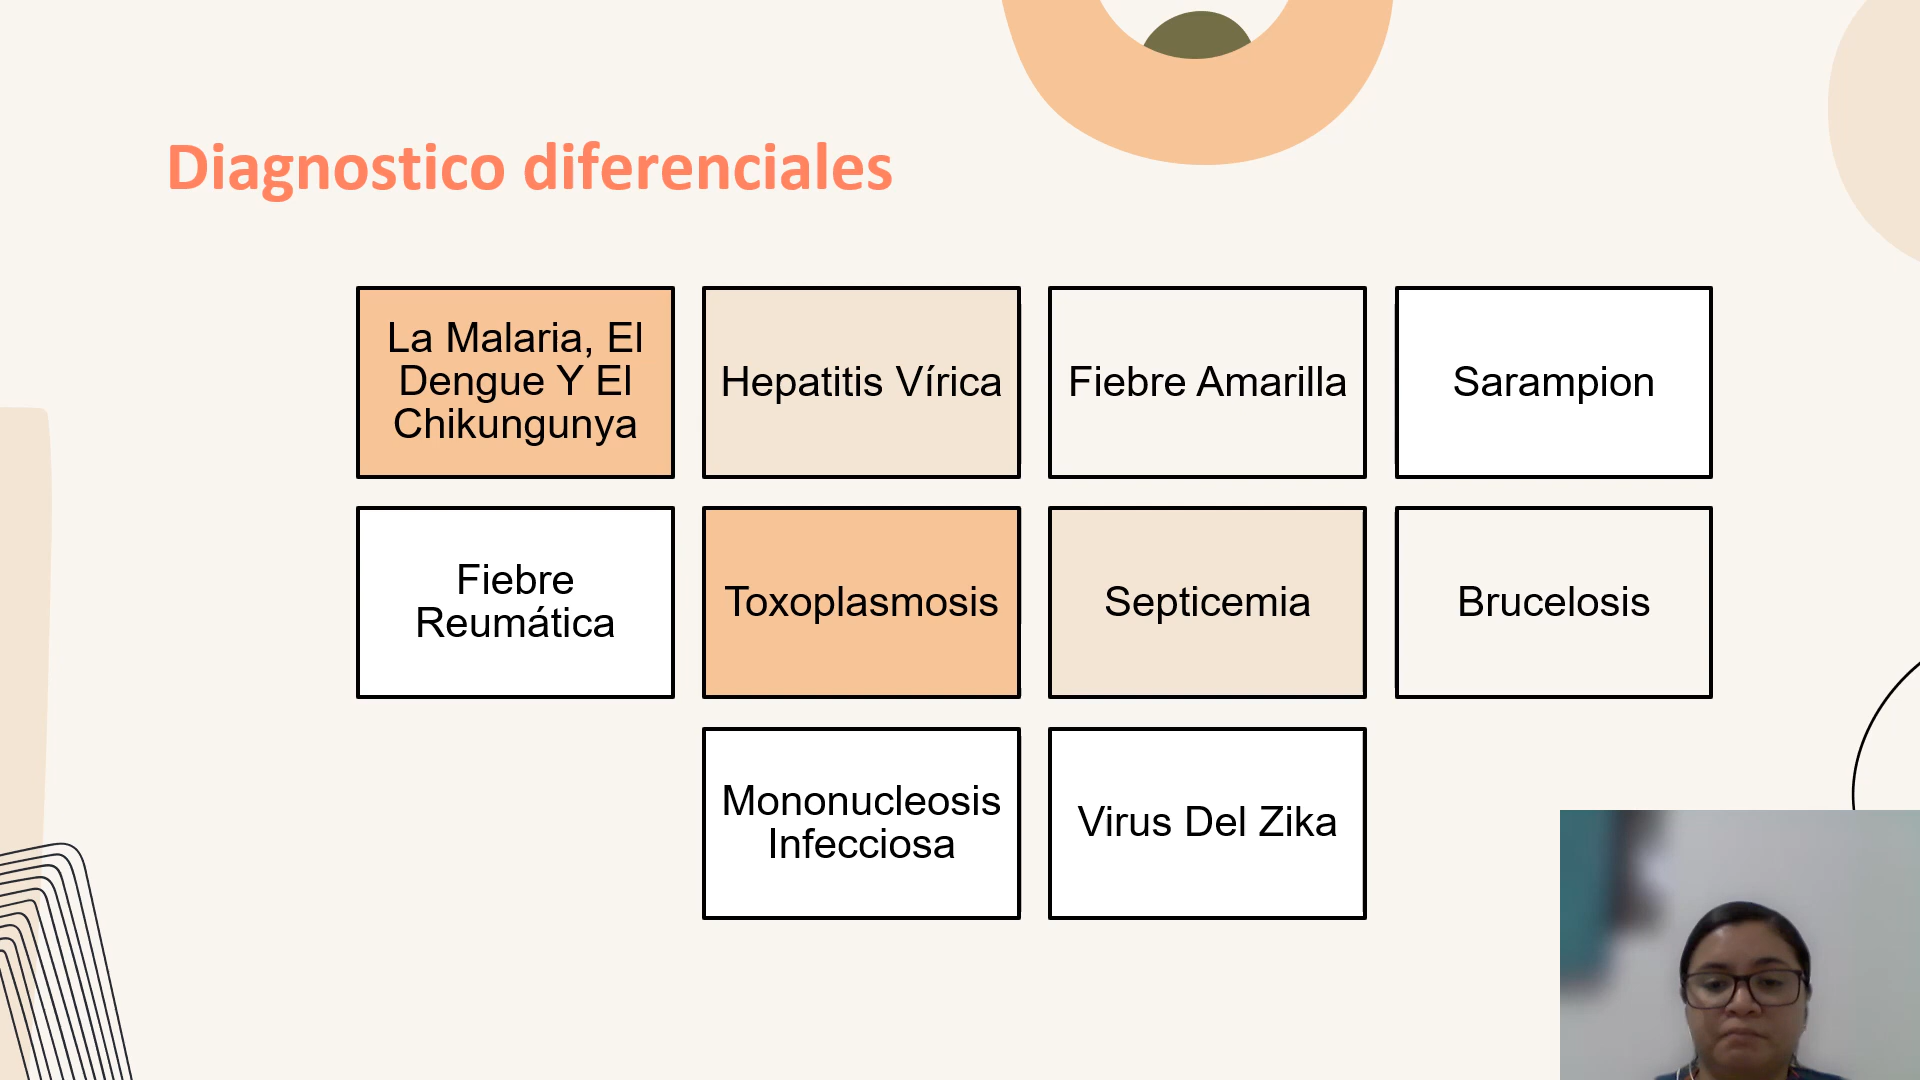 Diagnostico diferenciales
La Malaria, El
Dengue Y El
Chikungunya
Hepatitis Vírica
Fiebre Amarilla
Sarampion
Fiebre
Reumática
Toxoplasmosis
Septicemia
Brucelosis
Mononucleosis
Infecciosa
Virus Del Zika